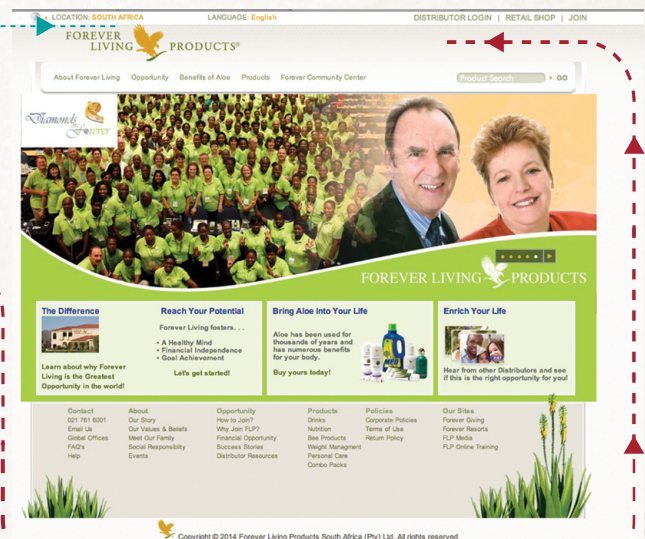 LOCATION: SOUTH AFRICA LANGUAGE: English DISTRIBUTOR LOGIN | RETAIL SHOP | JOIN
FOREVER
LIVING PRODUCTS®
About Forever Living Opportunity Benefits of Aloe Products Forever Community Center Product Search GO
Diamonds
Forever
FOREVER LIVING PRODUCTS
The Difference
Learn about why Forever
Living is the Greatest
Opportunity in the world!
Reach Your Potential
Forever Living fosters. . .
• A Healthy Mind
• Financial Independence
• Goal Achievement
Let's get started!
Bring Aloe Into Your Life
Aloe has been used for
thousands of years and
has numerous benefits
for your body.
Buy yours today!
Enrich Your Life
Hear from other Distributors and see
if this is the right opportunity for you!
Contact
021 761 6001
Email Us
Global Offices
FAQ's
Help
About
Our Story
Our Values & Beliefs
Meet Our Family
Social Responsibility
Events
Opportunity
How to Join?
Why Join FLP?
Financial Opportunity
Success Stories
Distributor Resources
Products
Drinks
Nutrition
Bee Products
Weight Managment
Personal Care
Combo Packs
Policies
Corporate Policies
Terms of Use
Return Policy
Our Sites
Forever Giving
Forever Resorts
FLP Media
FLP Online Training
Copyright © 2014 Forever Living Products South Africa (Pty) Ltd. All rights reserved.